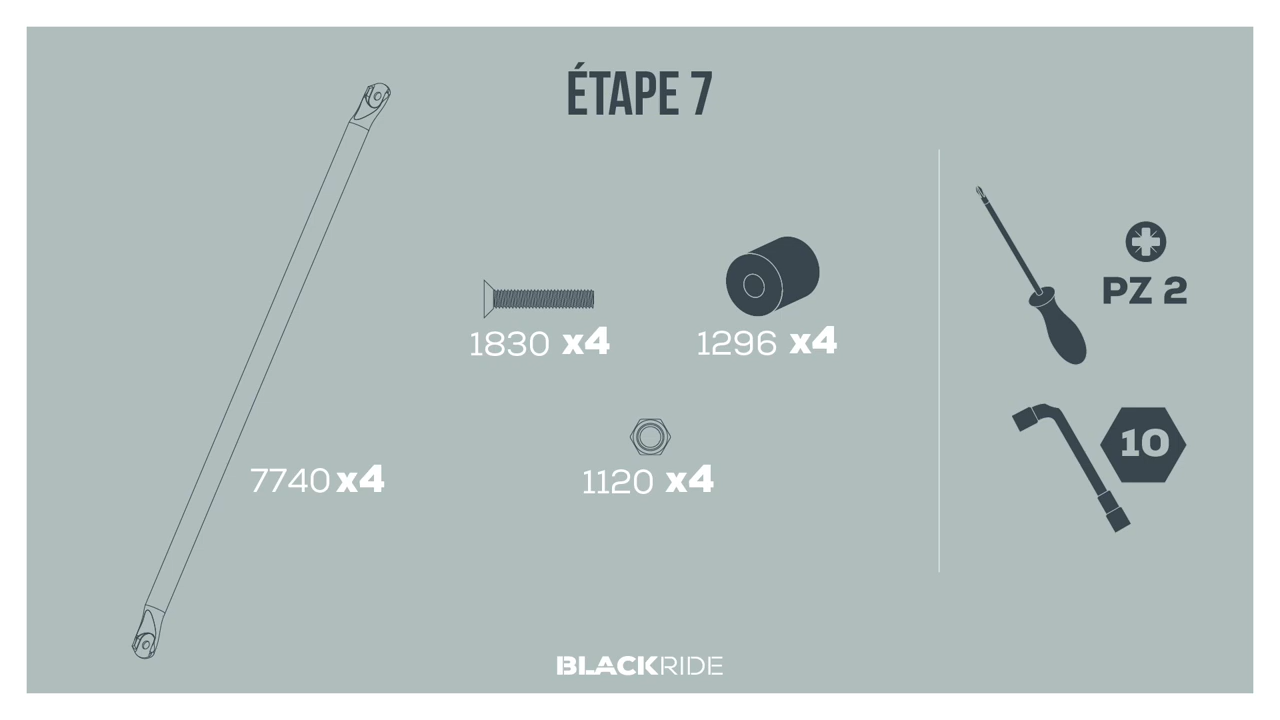 ÉTAPE 7
1830 x4
1296 x4
7740 x4
1120 x4
PZ 2
10
BLACKRIDE